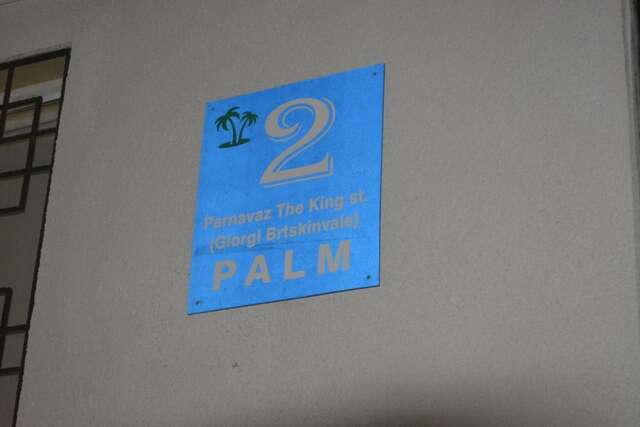 2
Parnavaz The King st.
(Giorgi Brtskinvale)
PALM